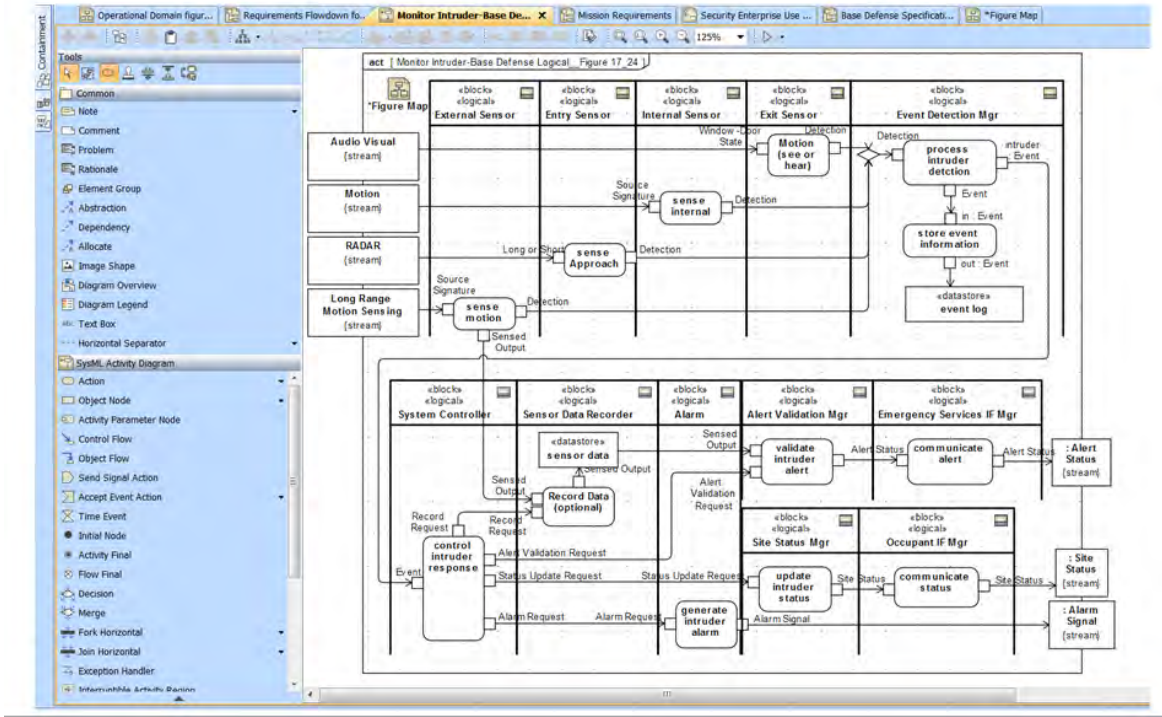 Operational Domain figur...
Requirements Flowdown fo..
Monitor Intruder-Base De...
X
Mission Requirements
Security Enterprise Use ...
Base Defense Specificati...
*Figure Map
Containment
125%
Tools
Common
Note
Comment
Problem
Rationale
Element Group
Abstraction
Dependency
Allocate
Image Shape
Diagram Overview
Diagram Legend
Text Box
Horizontal Separator
SysML Activity Diagram
Action
Object Node
Activity Parameter Node
Control Flow
Object Flow
Send Signal Action
Accept Event Action
Time Event
Initial Node
Activity Final
Flow Final
Decision
Merge
Fork Horizontal
Join Horizontal
Exception Handler
Interruptible Activity Region
act [ Monitor Intruder-Base Defense Logical__Figure 17_24 ]
*Figure Map
«block»
«logical»
External Sensor
«block»
«logical»
Entry Sensor
«block»
«logical»
Internal Sensor
«block»
«logical»
Exit Sensor
«block»
«logical»
Event Detection Mgr
Audio Visual
{stream}
Window -Door
State
Motion
(see or
hear)
Detection
Detection
process
intruder
detction
intruder
: Event
Motion
{stream}
Source
Signature
sense
internal
Detection
Event
in : Event
store event
information
out : Event
«datastore»
event log
RADAR
{stream}
Long or Short
sense
Approach
Detection
Long Range
Motion Sensing
{stream}
Source
Signature
sense
motion
Detection
Sensed
Output
«block»
«logical»
System Controller
«block»
«logical»
Sensor Data Recorder
«block»
«logical»
Alarm
«block»
«logical»
Alert Validation Mgr
«block»
«logical»
Emergency Services IF Mgr
«datastore»
sensor data
Sensed Output
Sensed
Output
validate
intruder
alert
Alert Status
communicate
alert
Alert Status
: Alert
Status
{stream}
Sensed
Output
Record Data
(optional)
Alert
Validation
Request
Record
Request
Record
Request
«block»
«logical»
Site Status Mgr
«block»
«logical»
Occupant IF Mgr
Event
control
intruder
response
Alert Validation Request
Status Update Request
Status Update Reques
update
intruder
status
Site Status
communicate
status
Site Status
: Site
Status
{stream}
Alarm Request
Alarm Reques
generate
intruder
alarm
Alarm Signal
: Alarm
Signal
{stream}